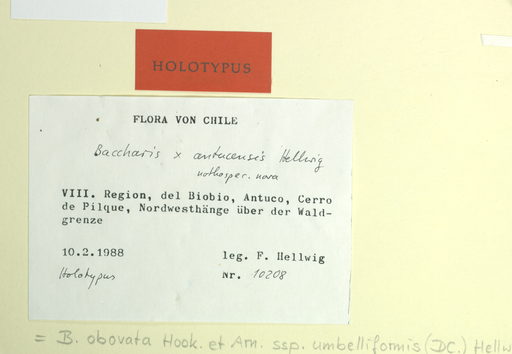 HOLOTYPUS
FLORA VON CHILE
Baccharis x antucensis Hellwig
nothospec. nova
VIII. Region, del Biobio, Antuco, Cerro
de Pilque, Nordwesthänge über der Wald-
grenze
10.2.1988 leg. F. Hellwig
Holotypus Nr. 10208
= B. obovata Hook. et Arn. ssp. umbelliformis (DC.) Hellw